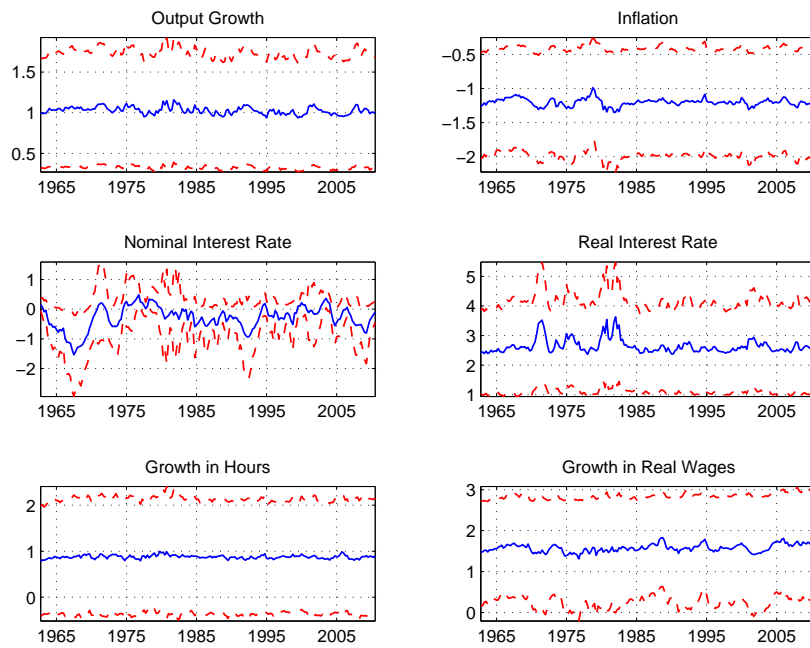 Output Growth
1.5
1
0.5
1965 1975 1985 1995 2005
Inflation
−0.5
−1
−1.5
−2
1965 1975 1985 1995 2005
Nominal Interest Rate
1
0
−1
−2
1965 1975 1985 1995 2005
Real Interest Rate
5
4
3
2
1
1965 1975 1985 1995 2005
Growth in Hours
2
1
0
1965 1975 1985 1995 2005
Growth in Real Wages
3
2
1
0
1965 1975 1985 1995 2005